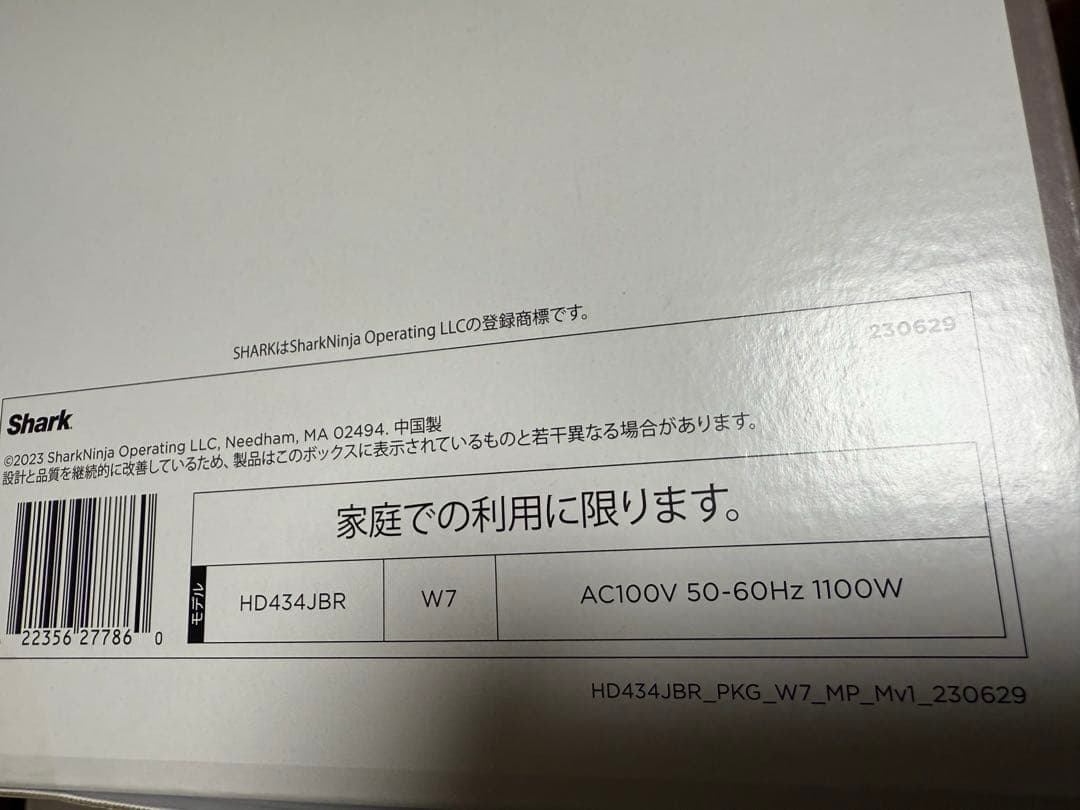 SHARKはSharkNinja Operating LLCの登録商標です。
230629
Shark
©2023 SharkNinja Operating LLC, Needham, MA 02494. 中国製
設計と品質を継続的に改善しているため、製品はこのボックスに表示されているものと若干異なる場合があります。
家庭での利用に限ります。
モデル HD434JBR W7 AC100V 50-60Hz 1100W
22356 27786 0
HD434JBR_PKG_W7_MP_Mv1_230629